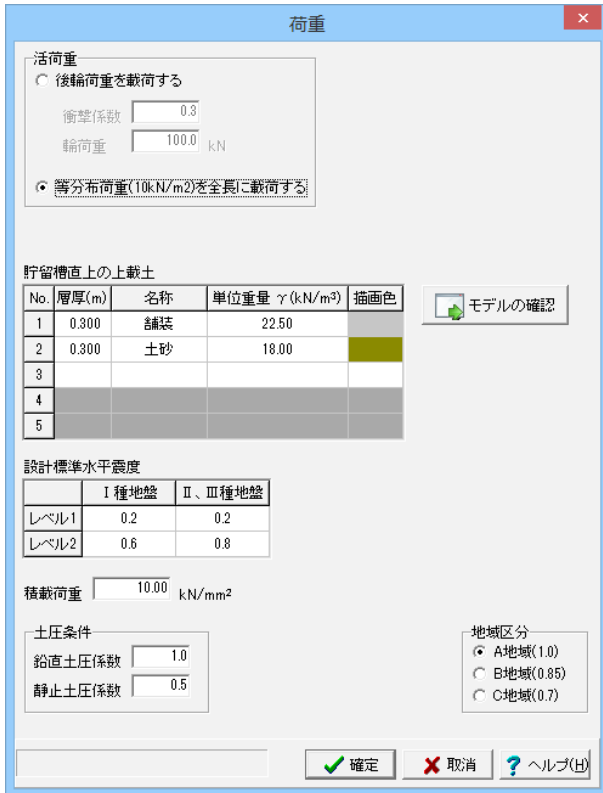 荷重
活荷重
後輪荷重を載荷する
衝撃係数 0.3
輪荷重 100.0 kN
等分布荷重(10kN/m2)を全長に載荷する
貯留槽直上の上載土
No. 層厚(m) 名称 単位重量 γ(kN/m³) 描画色
1 0.300 舗装 22.50
2 0.300 土砂 18.00
3
4
5
モデルの確認
設計標準水平震度
Ⅰ種地盤 Ⅱ、Ⅲ種地盤
レベル1 0.2 0.2
レベル2 0.6 0.8
積載荷重 10.00 kN/mm²
土圧条件
鉛直土圧係数 1.0
静止土圧係数 0.5
地域区分
A地域(1.0)
B地域(0.85)
C地域(0.7)
確定 取消 ヘルプ(H)